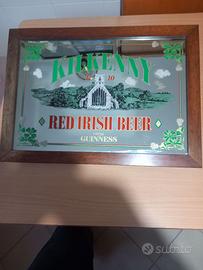 KILKENNY
RED IRISH BEER
GUINNESS
subito